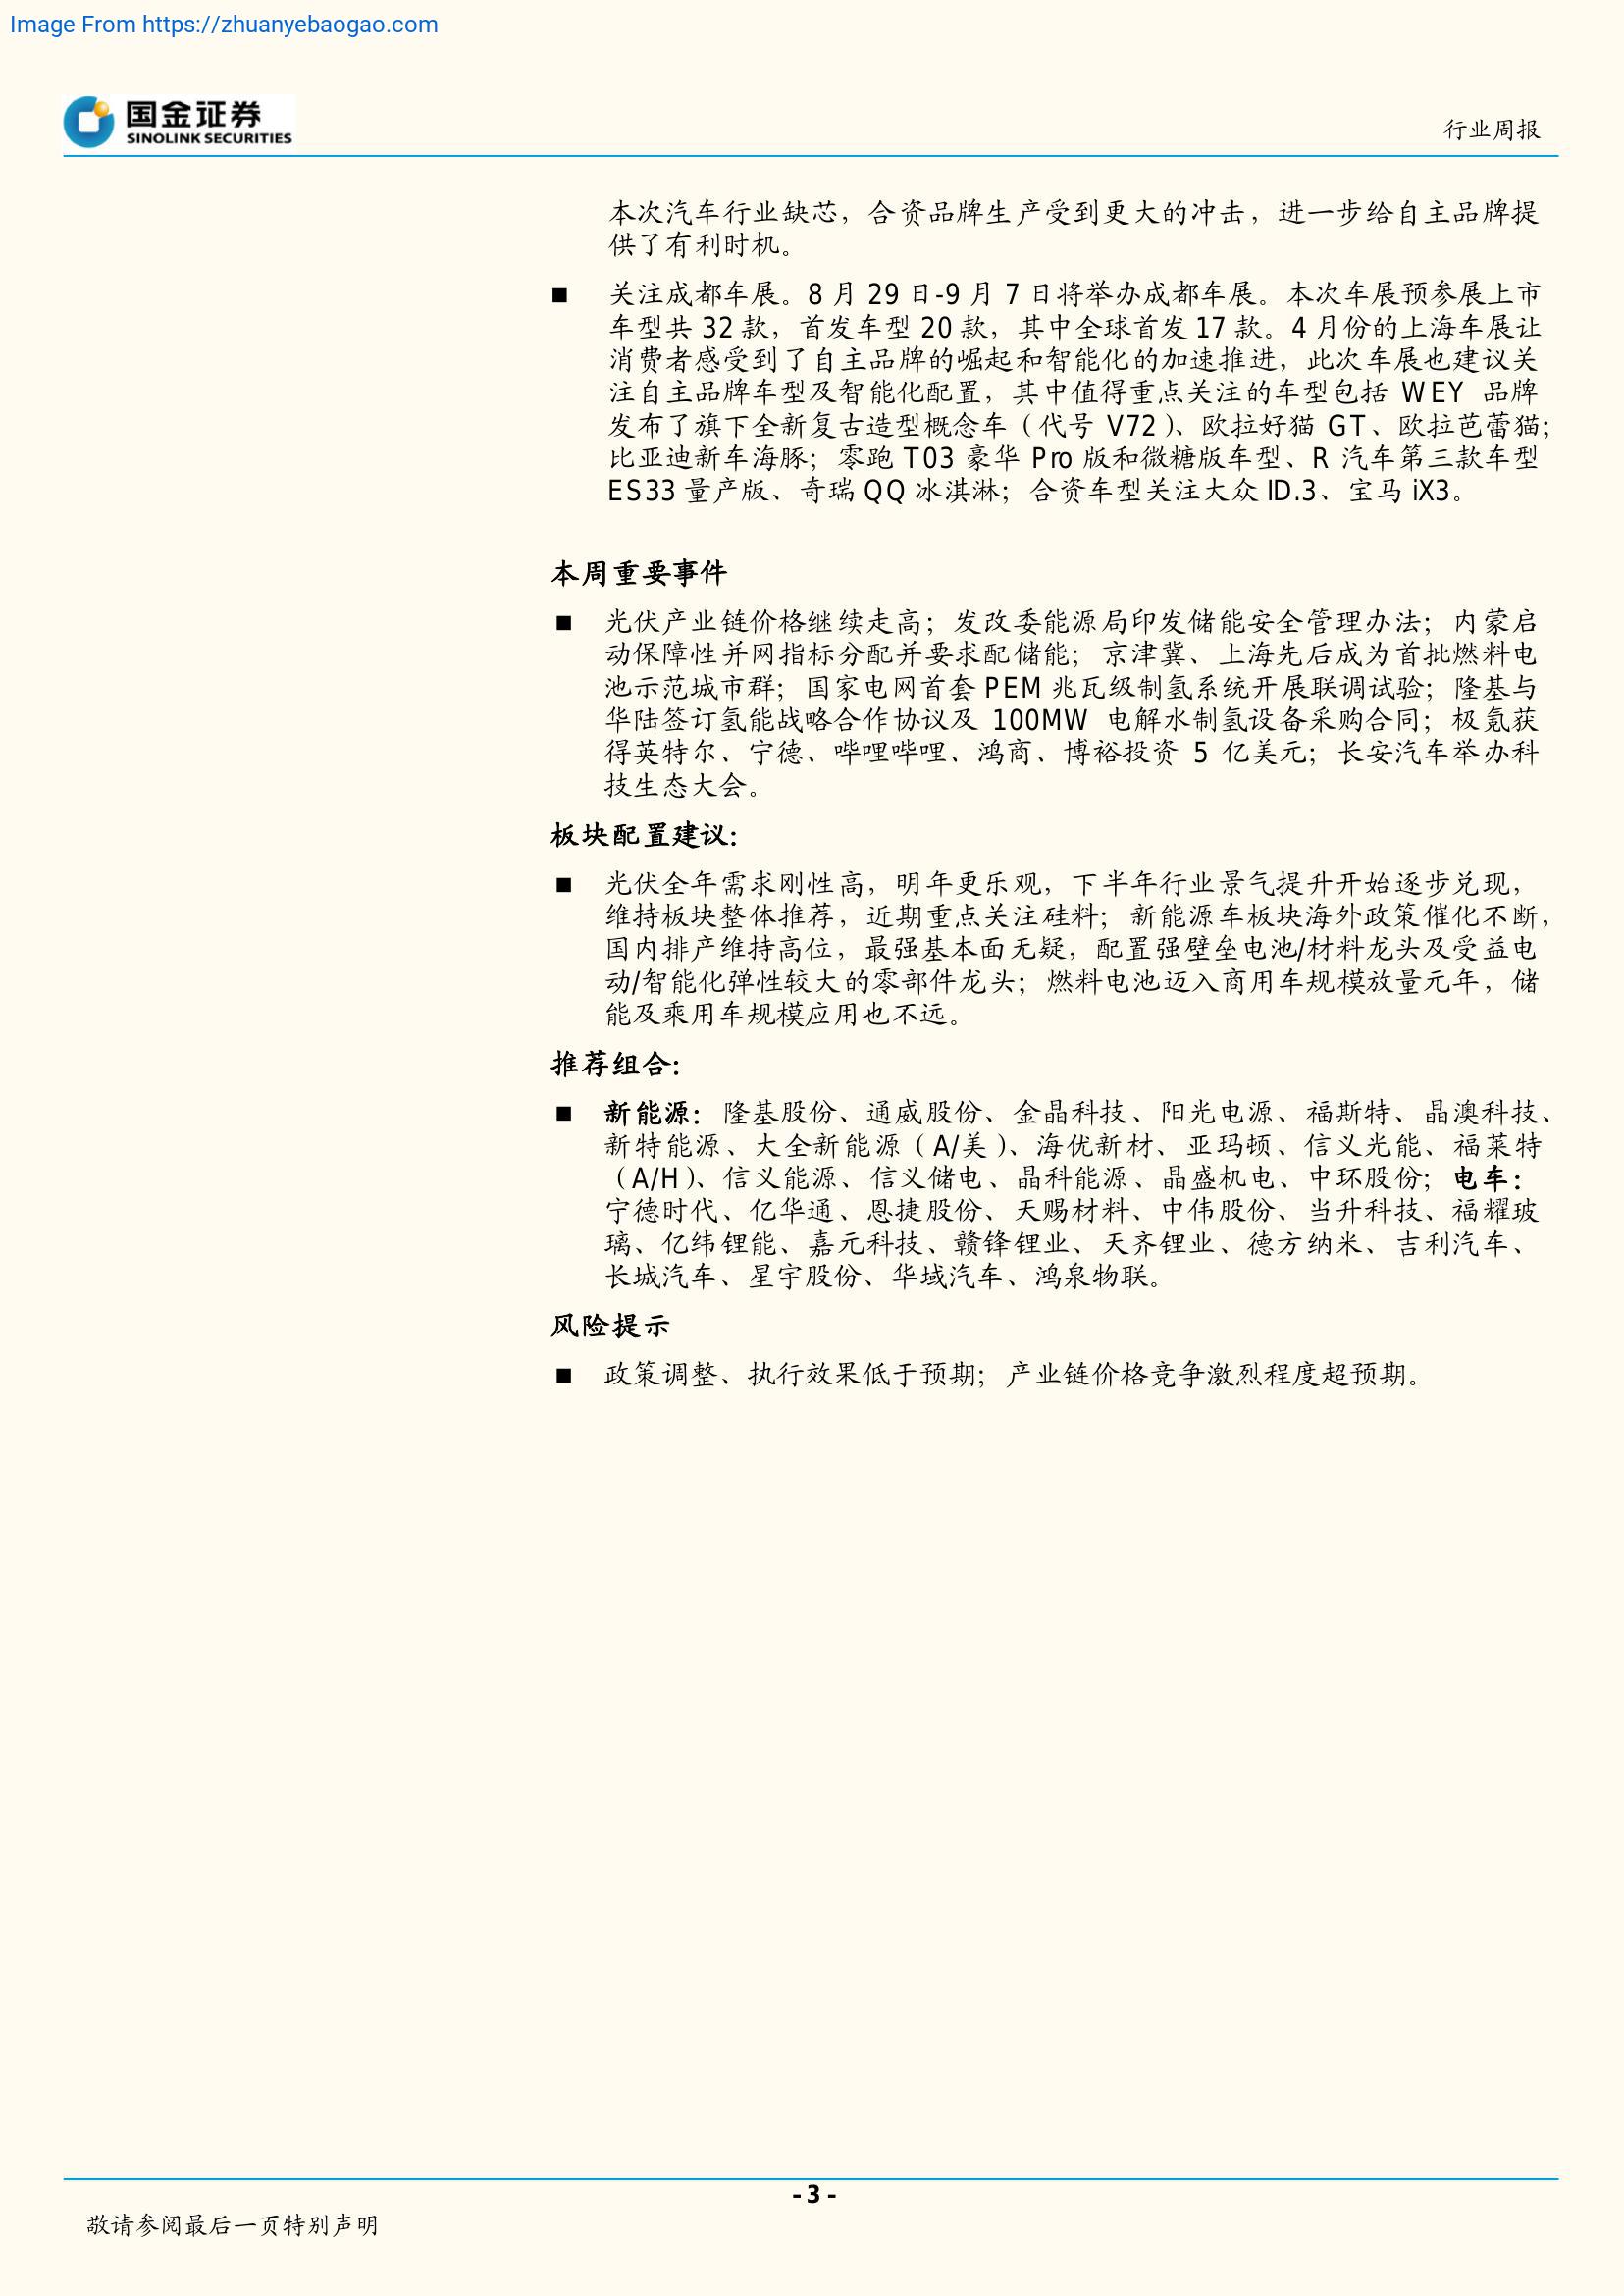 Image From https://zhuanyebaogao.com
国金证券
SINOLINK SECURITIES
行业周报
本次汽车行业缺芯，合资品牌生产受到更大的冲击，进一步给自主品牌提
供了有利时机。
■ 关注成都车展。8 月 29 日-9 月 7 日将举办成都车展。本次车展预参展上市
车型共 32 款，首发车型 20 款，其中全球首发 17 款。4 月份的上海车展让
消费者感受到了自主品牌的崛起和智能化的加速推进，此次车展也建议关
注自主品牌车型及智能化配置，其中值得重点关注的车型包括 WEY 品牌
发布了旗下全新复古造型概念车（代号 V72）、欧拉好猫 GT、欧拉芭蕾猫；
比亚迪新车海豚；零跑 T03 豪华 Pro 版和微糖版车型、R 汽车第三款车型
ES33 量产版、奇瑞 QQ 冰淇淋；合资车型关注大众 ID.3、宝马 iX3。
本周重要事件
■ 光伏产业链价格继续走高；发改委能源局印发储能安全管理办法；内蒙启
动保障性并网指标分配并要求配储能；京津冀、上海先后成为首批燃料电
池示范城市群；国家电网首套 PEM 兆瓦级制氢系统开展联调试验；隆基与
华陆签订氢能战略合作协议及 100MW 电解水制氢设备采购合同；极氪获
得英特尔、宁德、哔哩哔哩、鸿商、博裕投资 5 亿美元；长安汽车举办科
技生态大会。
板块配置建议：
■ 光伏全年需求刚性高，明年更乐观，下半年行业景气提升开始逐步兑现，
维持板块整体推荐，近期重点关注硅料；新能源车板块海外政策催化不断，
国内排产维持高位，最强基本面无疑，配置强壁垒电池/材料龙头及受益电
动/智能化弹性较大的零部件龙头；燃料电池迈入商用车规模放量元年，储
能及乘用车规模应用也不远。
推荐组合：
■ 新能源：隆基股份、通威股份、金晶科技、阳光电源、福斯特、晶澳科技、
新特能源、大全新能源（A/美）、海优新材、亚玛顿、信义光能、福莱特
（A/H）、信义能源、信义储电、晶科能源、晶盛机电、中环股份；电车：
宁德时代、亿华通、恩捷股份、天赐材料、中伟股份、当升科技、福耀玻
璃、亿纬锂能、嘉元科技、赣锋锂业、天齐锂业、德方纳米、吉利汽车、
长城汽车、星宇股份、华域汽车、鸿泉物联。
风险提示
■ 政策调整、执行效果低于预期；产业链价格竞争激烈程度超预期。
- 3 -
敬请参阅最后一页特别声明